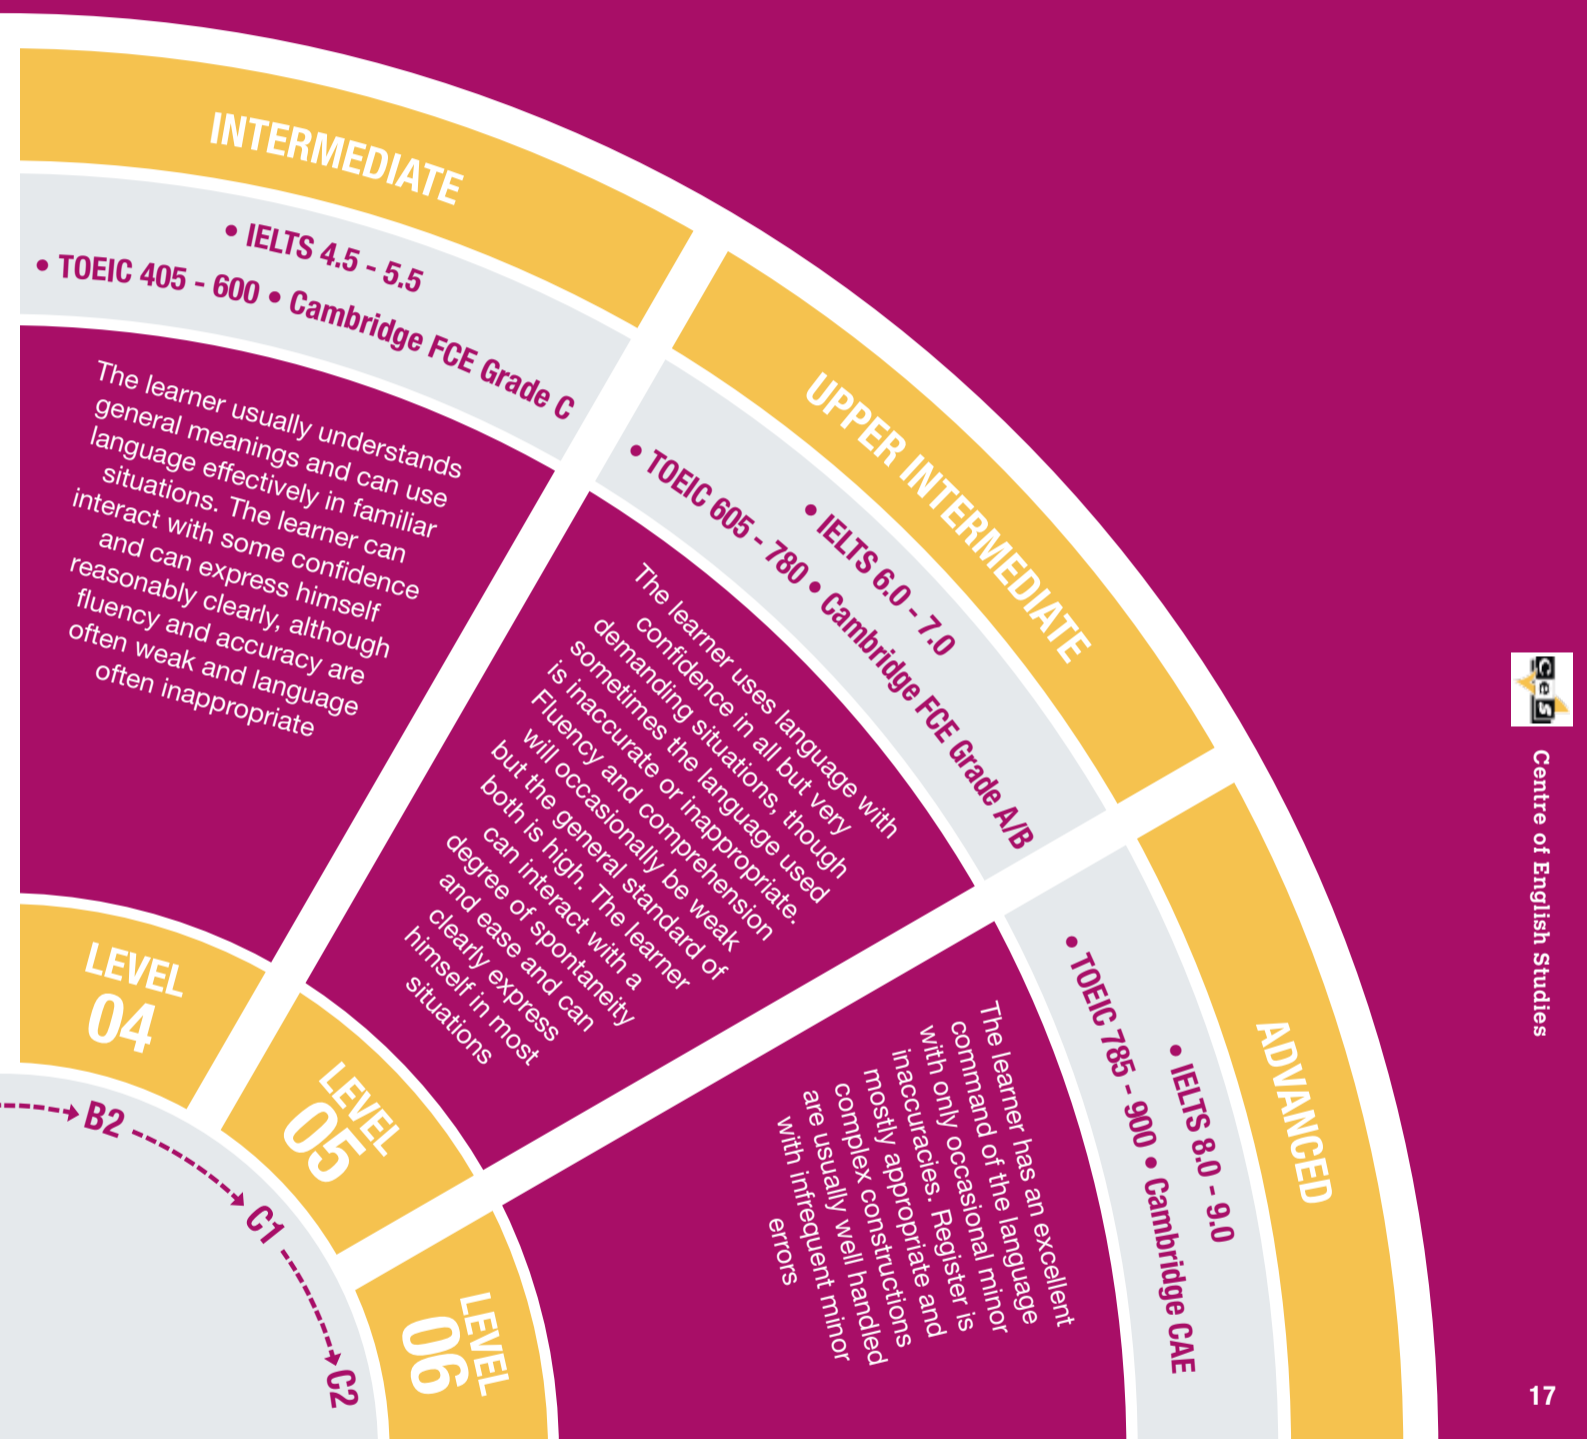 INTERMEDIATE
• IELTS 4.5 - 5.5
• TOEIC 405 - 600 • Cambridge FCE Grade C
The learner usually understands
general meanings and can use
language effectively in familiar
situations. The learner can
interact with some confidence
and can express himself
reasonably clearly, although
fluency and accuracy are
often weak and language
often inappropriate
LEVEL
04
B2
UPPER INTERMEDIATE
• IELTS 6.0 - 7.0
• TOEIC 605 - 780 • Cambridge FCE Grade A/B
The learner uses language with
confidence in all but very
demanding situations, though
sometimes the language used
is inaccurate or inappropriate.
Fluency and comprehension
will occasionally be weak
but the general standard of
both is high. The learner
can interact with a
degree of spontaneity
and ease and can
clearly express
himself in most
situations
LEVEL
05
C1
ADVANCED
• IELTS 8.0 - 9.0
• TOEIC 785 - 900 • Cambridge CAE
The learner has an excellent
command of the language
with only occasional minor
inaccuracies. Register is
mostly appropriate and
complex constructions
are usually well handled
with infrequent minor
errors
LEVEL
06
C2
ces
Centre of English Studies
17